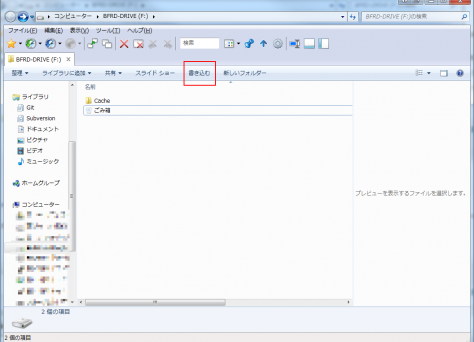 コンピューター ▸ BFRD-DRIVE (F:) ▸
BFRD-DRIVE (F:)の検索
ファイル(F) 編集(E) 表示(V) ツール(T) ヘルプ(H)
検索
BFRD-DRIVE (F:)
整理 ライブラリに追加 共有 スライド ショー 書き込む 新しいフォルダー
名前
ライブラリ
Git
Subversion
ドキュメント
ピクチャ
ビデオ
ミュージック
ホームグループ
コンピューター
Cache
ごみ箱
プレビューを表示するファイルを選択します。
2 個の項目
2 個の項目